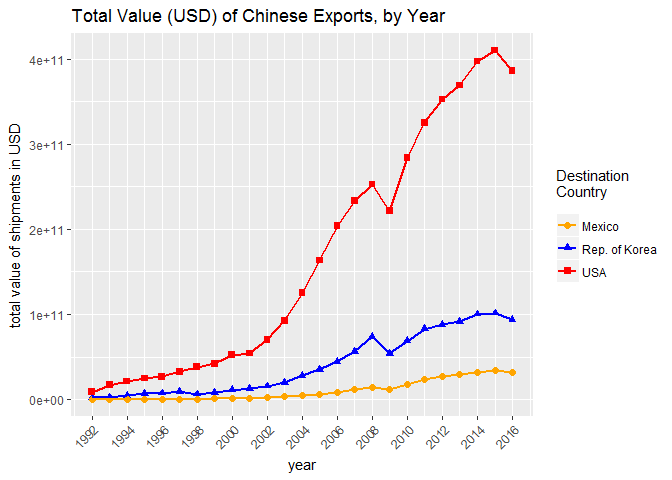 Total Value (USD) of Chinese Exports, by Year
total value of shipments in USD
4e+11
3e+11
2e+11
1e+11
0e+00
1992
1994
1996
1998
2000
2002
2004
2006
2008
2010
2012
2014
2016
year
Destination
Country
Mexico
Rep. of Korea
USA